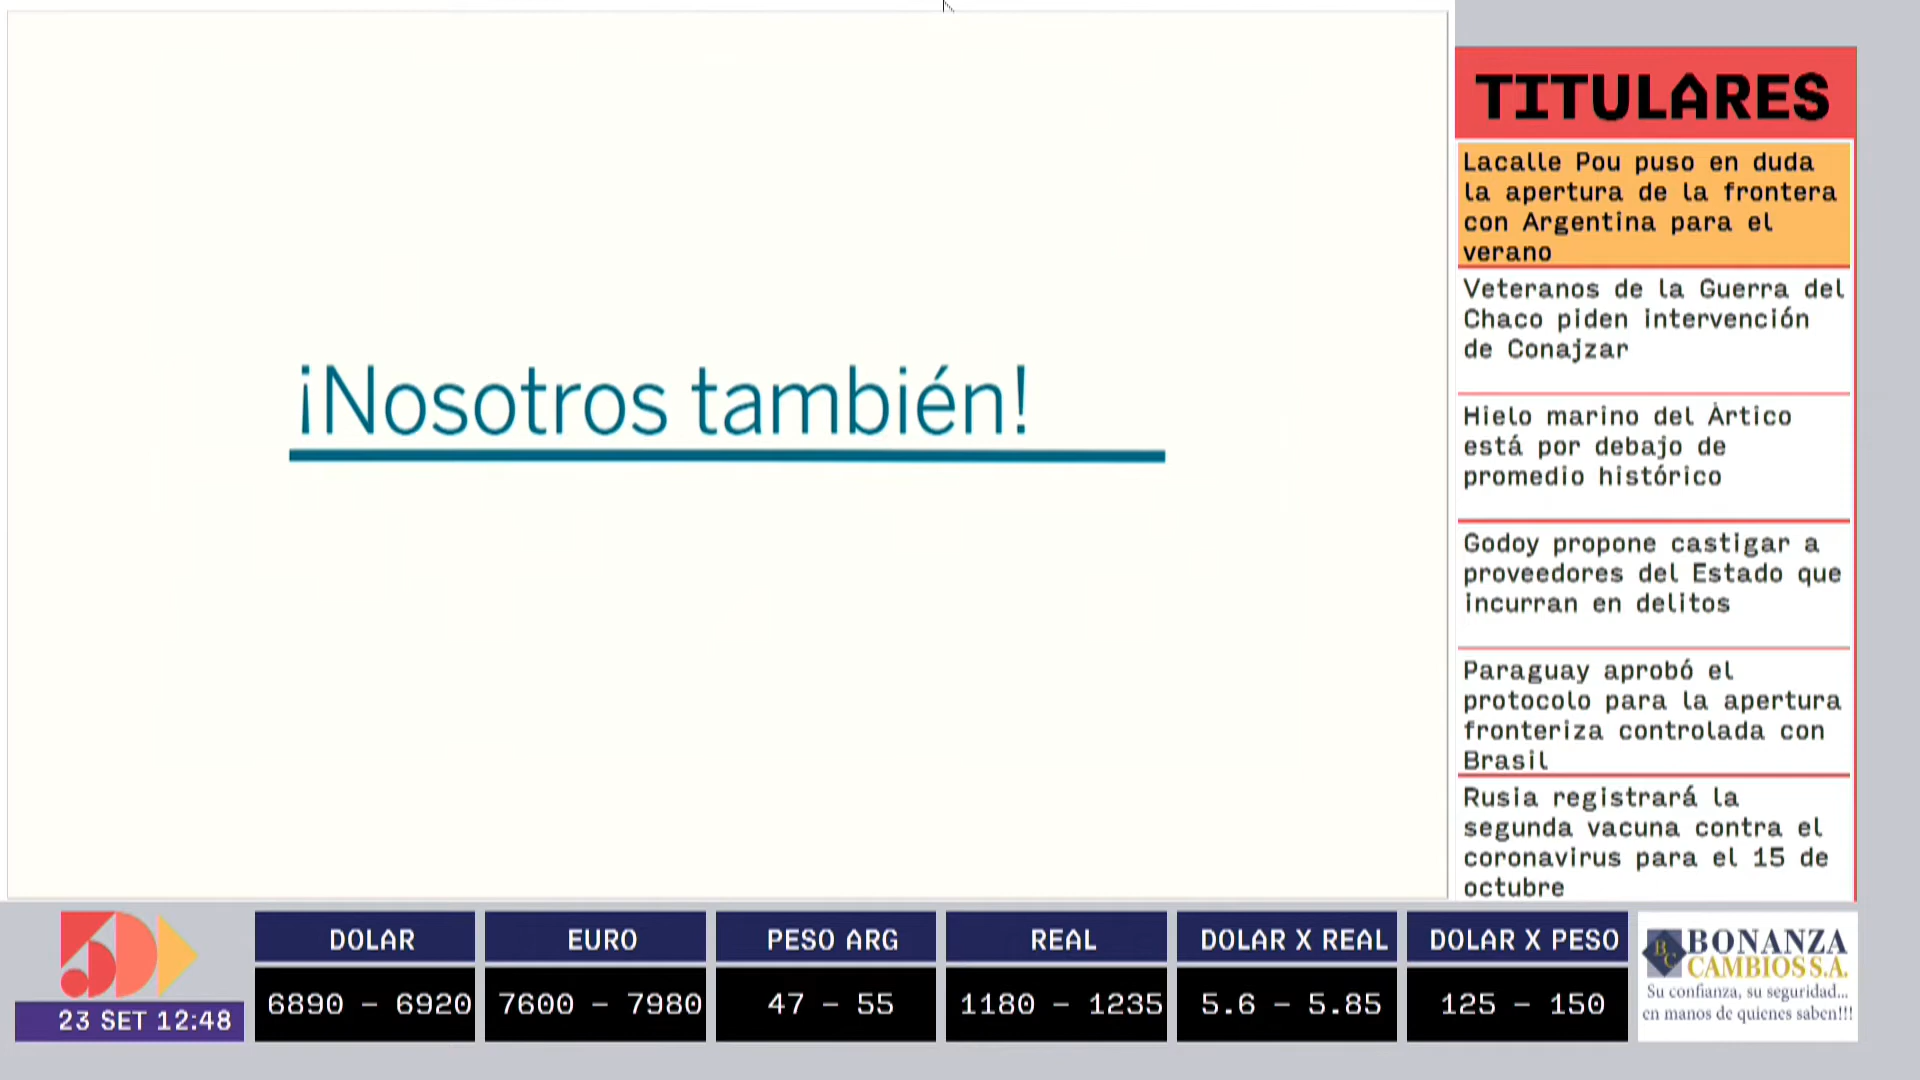 ¡Nosotros también!
TITULARES
Lacalle Pou puso en duda
la apertura de la frontera
con Argentina para el
verano
Veteranos de la Guerra del
Chaco piden intervención
de Conajzar
Hielo marino del Àrtico
está por debajo de
promedio histórico
Godoy propone castigar a
proveedores del Estado que
incurran en delitos
Paraguay aprobó el
protocolo para la apertura
fronteriza controlada con
Brasil
Rusia registrará la
segunda vacuna contra el
coronavirus para el 15 de
octubre
5D
23 SET 12:48
DOLAR
6890 - 6920
EURO
7600 - 7980
PESO ARG
47 - 55
REAL
1180 - 1235
DOLAR X REAL
5.6 - 5.85
DOLAR X PESO
125 - 150
BC
BONANZA
CAMBIOS S.A.
Su confianza, su seguridad...
en manos de quienes saben!!!